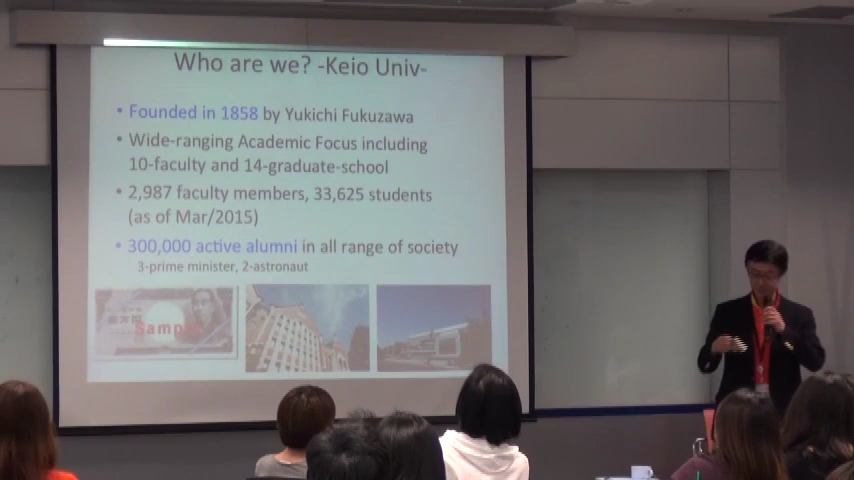 Who are we? -Keio Univ-
• Founded in 1858 by Yukichi Fukuzawa
• Wide-ranging Academic Focus including
10-faculty and 14-graduate-school
• 2,987 faculty members, 33,625 students
(as of Mar/2015)
• 300,000 active alumni in all range of society
3-prime minister, 2-astronaut
Sample